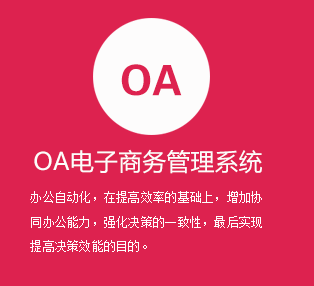 OA
OA电子商务管理系统
办公自动化，在提高效率的基础上，增加协
同办公能力，强化决策的一致性，最后实现
提高决策效能的目的。